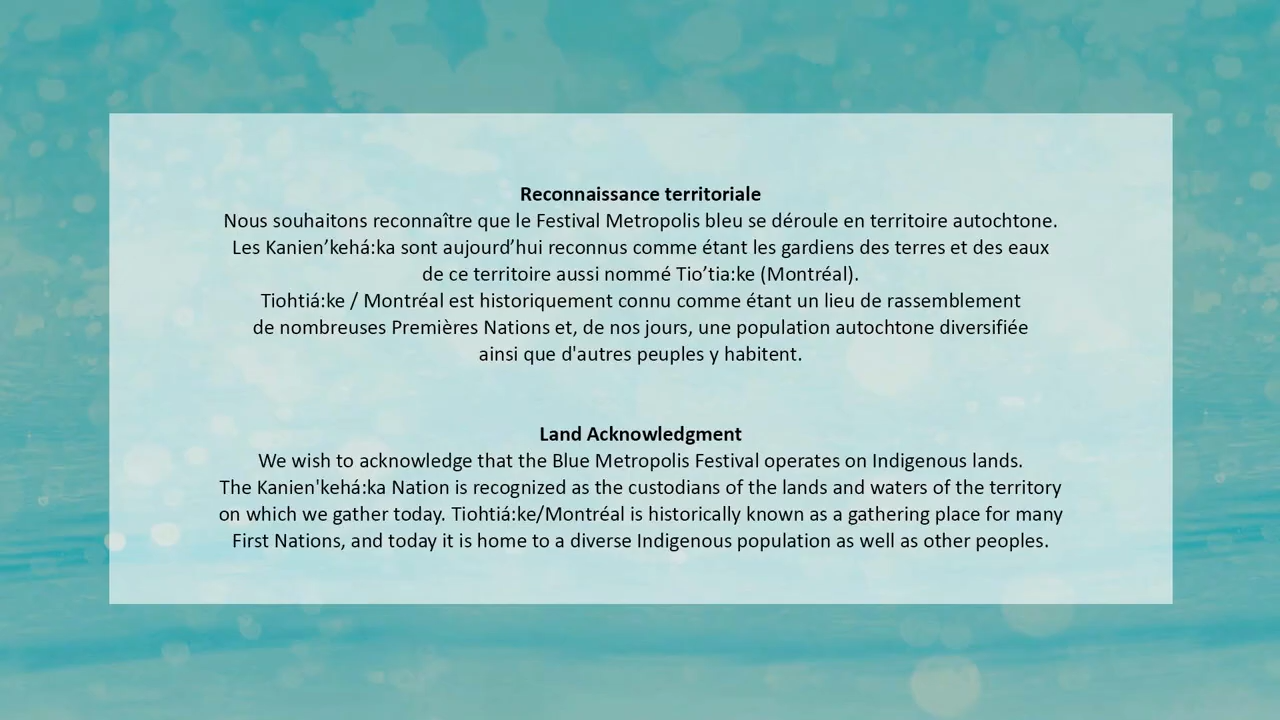 Reconnaissance territoriale
Nous souhaitons reconnaître que le Festival Metropolis bleu se déroule en territoire autochtone.
Les Kanien’kehá:ka sont aujourd’hui reconnus comme étant les gardiens des terres et des eaux
de ce territoire aussi nommé Tio’tia:ke (Montréal).
Tiohtiá:ke / Montréal est historiquement connu comme étant un lieu de rassemblement
de nombreuses Premières Nations et, de nos jours, une population autochtone diversifiée
ainsi que d'autres peuples y habitent.
Land Acknowledgment
We wish to acknowledge that the Blue Metropolis Festival operates on Indigenous lands.
The Kanien'kehá:ka Nation is recognized as the custodians of the lands and waters of the territory
on which we gather today. Tiohtiá:ke/Montréal is historically known as a gathering place for many
First Nations, and today it is home to a diverse Indigenous population as well as other peoples.